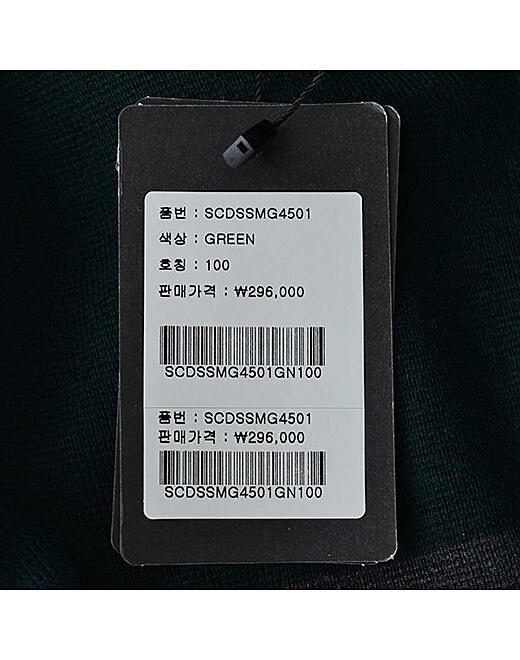 품번 : SCDSSMG4501
색상 : GREEN
호칭 : 100
판매가격 : ₩296,000
SCDSSMG4501GN100
품번 : SCDSSMG4501
판매가격 : ₩296,000
SCDSSMG4501GN100